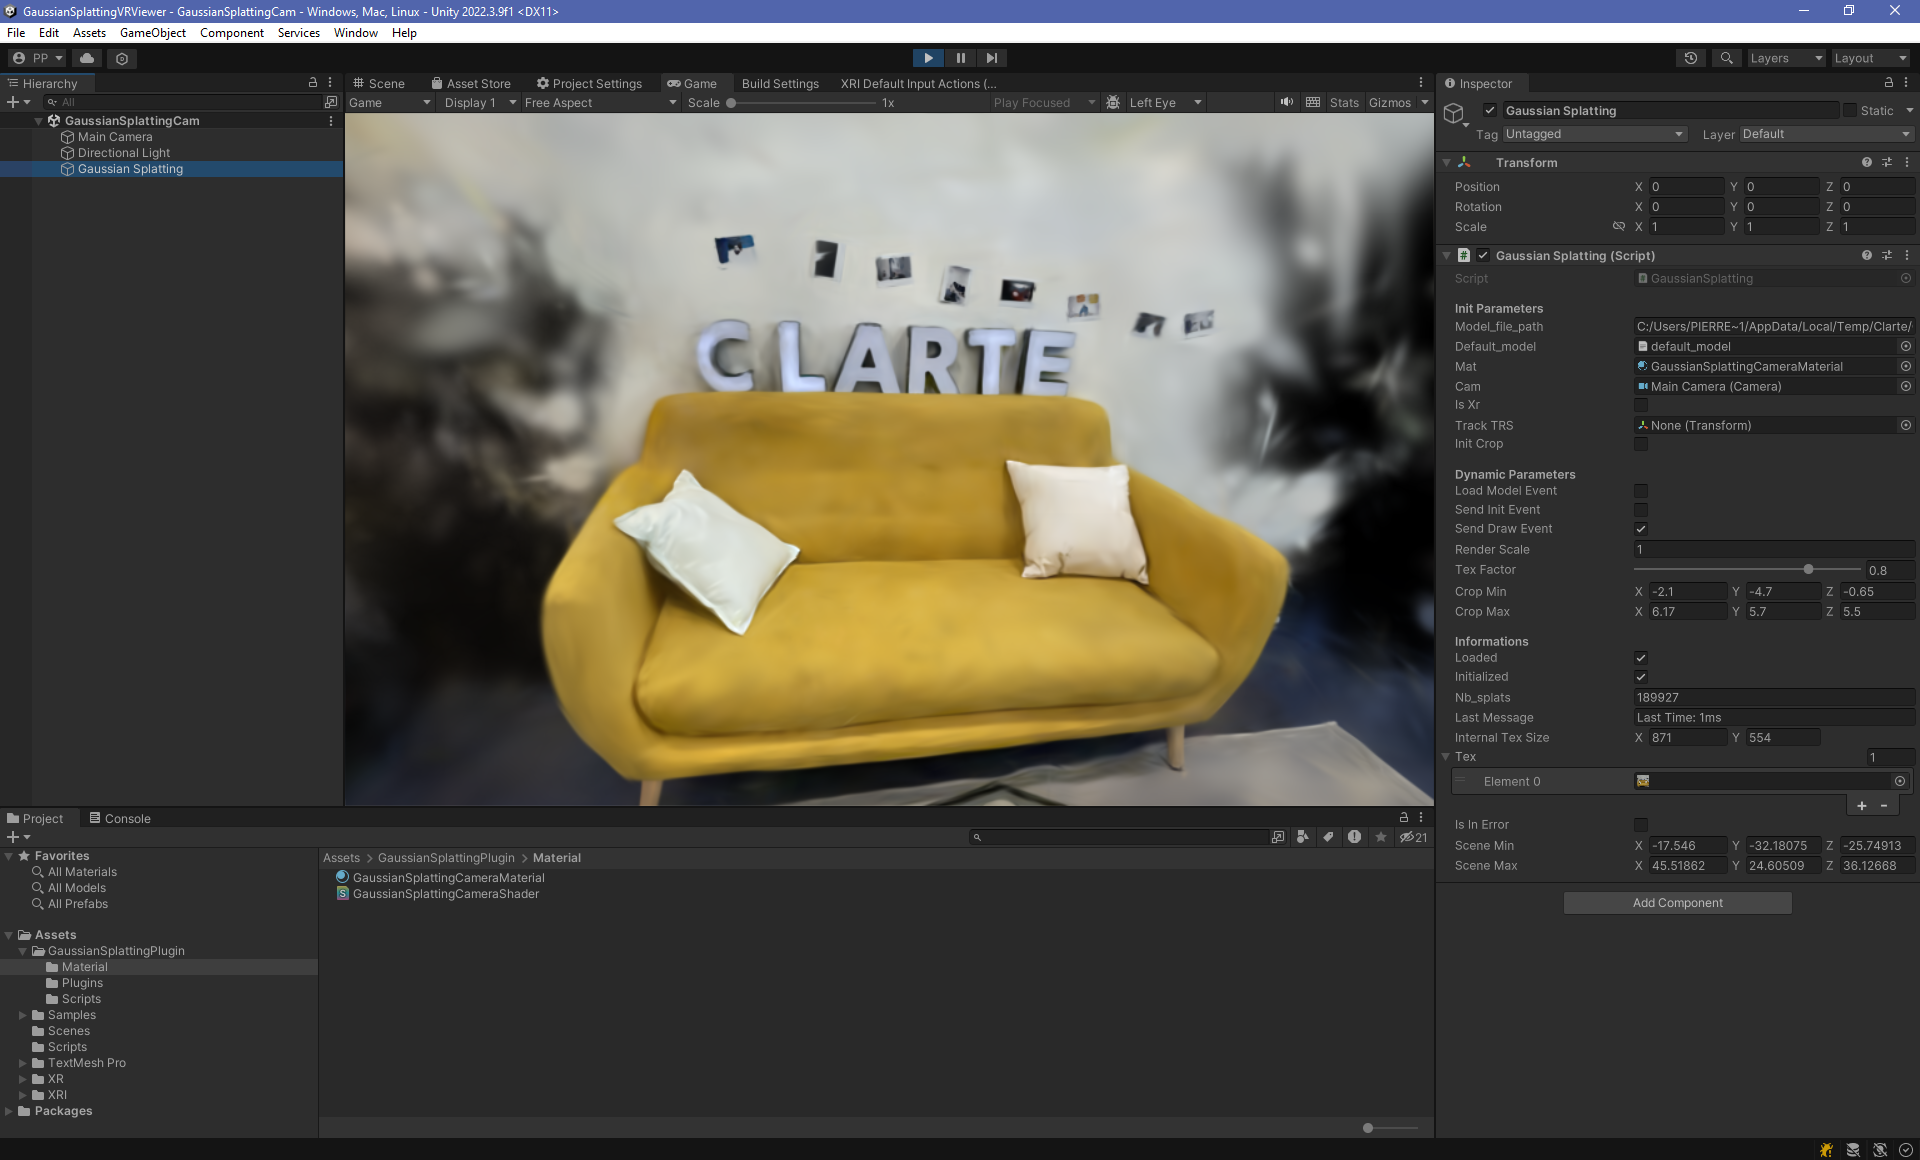 GaussianSplattingVRViewer - GaussianSplattingCam - Windows, Mac, Linux - Unity 2022.3.9f1 <DX11>
File Edit Assets GameObject Component Services Window Help
PP Layers Layout
Hierarchy
All
GaussianSplattingCam
Main Camera
Directional Light
Gaussian Splatting
Scene Asset Store Project Settings Game Build Settings XRI Default Input Actions (...
Game Display 1 Free Aspect Scale 1x Play Focused Left Eye Stats Gizmos
CLARTE
Inspector
Gaussian Splatting Static
Tag Untagged Layer Default
Transform
Position X 0 Y 0 Z 0
Rotation X 0 Y 0 Z 0
Scale X 1 Y 1 Z 1
Gaussian Splatting (Script)
Script GaussianSplatting
Init Parameters
Model_file_path C:/Users/PIERRE~1/AppData/Local/Temp/Clarte/
Default_model default_model
Mat GaussianSplattingCameraMaterial
Cam Main Camera (Camera)
Is Xr
Track TRS None (Transform)
Init Crop
Dynamic Parameters
Load Model Event
Send Init Event
Send Draw Event
Render Scale 1
Tex Factor 0.8
Crop Min X -2.1 Y -4.7 Z -0.65
Crop Max X 6.17 Y 5.7 Z 5.5
Informations
Loaded
Initialized
Nb_splats 189927
Last Message Last Time: 1ms
Internal Tex Size X 871 Y 554
Tex 1
Element 0
+ -
Is In Error
Scene Min X -17.546 Y -32.18075 Z -25.74913
Scene Max X 45.51862 Y 24.60509 Z 36.12668
Add Component
Project Console
21
Favorites
All Materials
All Models
All Prefabs
Assets
GaussianSplattingPlugin
Material
Plugins
Scripts
Samples
Scenes
Scripts
TextMesh Pro
XR
XRI
Packages
Assets > GaussianSplattingPlugin > Material
GaussianSplattingCameraMaterial
GaussianSplattingCameraShader